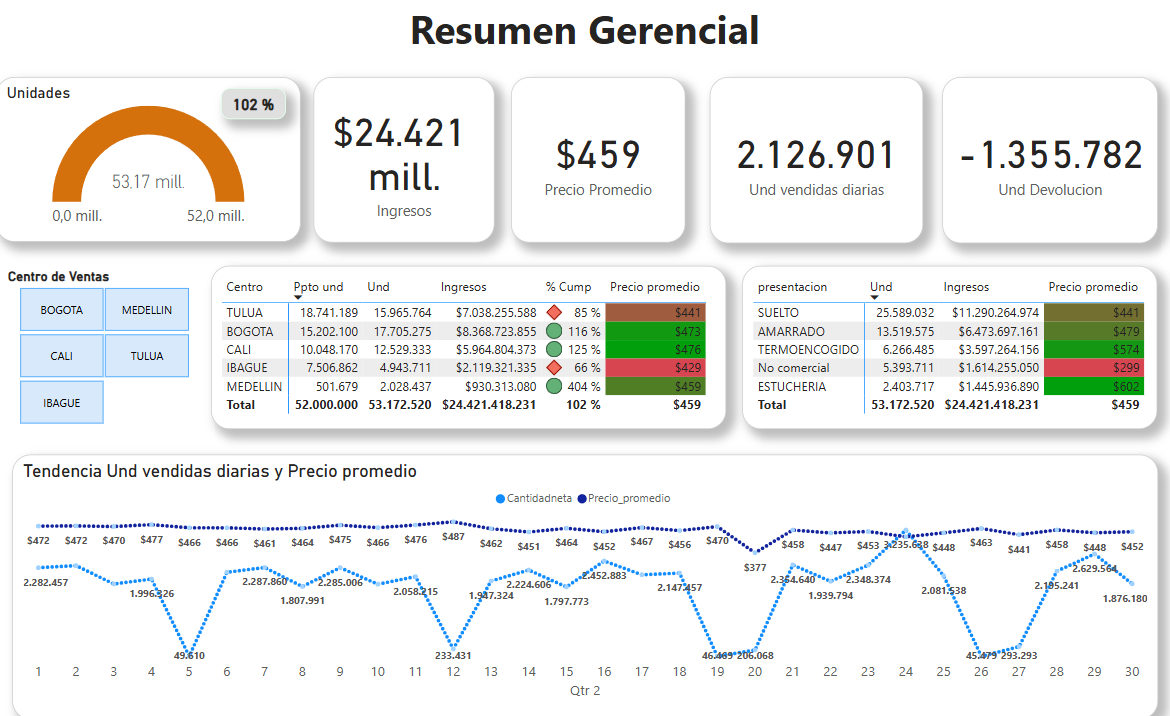 Resumen Gerencial
Unidades
102 %
53.17 mill.
0,0 mill.
52,0 mill.
$24.421
mill.
Ingresos
$459
Precio Promedio
2.126.901
Und vendidas diarias
-1.355.782
Und Devolucion
Centro de Ventas
BOGOTA MEDELLIN
CALI TULUA
IBAGUE
Centro Ppto und Und Ingresos % Cump Precio promedio
TULUA 18.741.189 15.965.764 $7.038.255.588 85 % $441
BOGOTA 15.202.100 17.705.275 $8.368.723.855 116 % $473
CALI 10.048.170 12.529.333 $5.964.804.373 125 % $476
IBAGUE 7.506.862 4.943.711 $2.119.321.335 66 % $429
MEDELLIN 501.679 2.028.437 $930.313.080 404 % $459
Total 52.000.000 53.172.520 $24.421.418.231 102 % $459
presentacion Und Ingresos Precio promedio
SUELTO 25.589.032 $11.290.264.974 $441
AMARRADO 13.519.575 $6.473.697.161 $479
TERMOENCOGIDO 6.266.485 $3.597.264.156 $574
No comercial 5.393.711 $1.614.255.050 $299
ESTUCHERIA 2.403.717 $1.445.936.890 $602
Total 53.172.520 $24.421.418.231 $459
Tendencia Und vendidas diarias y Precio promedio
Cantidadneta Precio_promedio
$472 $472 $470 $477 $466 $466 $461 $464 $475 $466 $476 $487 $462 $451 $464 $452 $467 $456 $470 $377 $458 $447 $453 3.235.638 $448 $463 $441 $458 $448 $452
2.282.457 1.996.326 49.610 2.287.860 1.807.991 2.285.006 2.058.215 233.431 1.947.324 2.224.606 1.797.773 2.452.883 2.147.457 206.068 2.354.640 1.939.794 2.348.374 2.081.538 45.479 293.293 2.195.241 2.629.564 1.876.180
1 2 3 4 5 6 7 8 9 10 11 12 13 14 15 16 17 18 19 20 21 22 23 24 25 26 27 28 29 30
Qtr 2